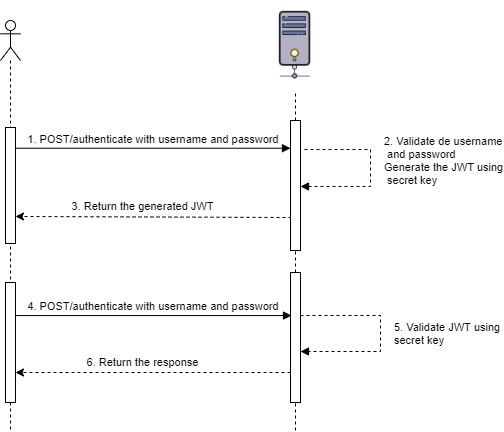 1. POST/authenticate with username and password
2. Validate de username
and password
Generate the JWT using
secret key
3. Return the generated JWT
4. POST/authenticate with username and password
5. Validate JWT using
secret key
6. Return the response